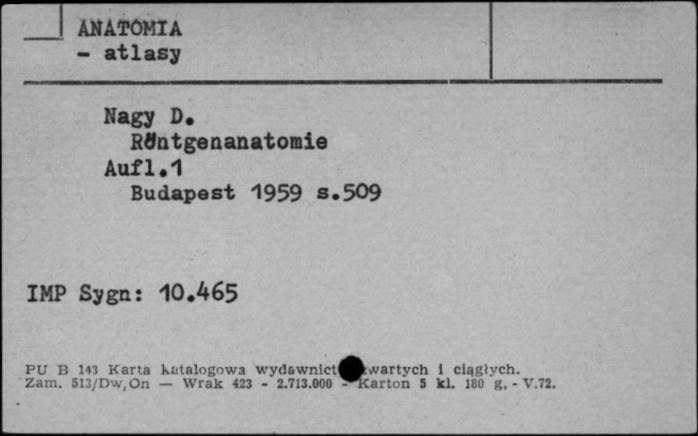 ANATOMIA
- atlasy
Nagy D.
Röntgenanatomie
Aufl.1
Budapest 1959 s.509
IMP Sygn: 10.465
PU B 143 Karta katalogowa wydawnict wartych i ciągłych.
Zam. 513/Dw,On — Wrak 423 - 2.713.000 - Karton 5 kl. 180 g, - V.72.